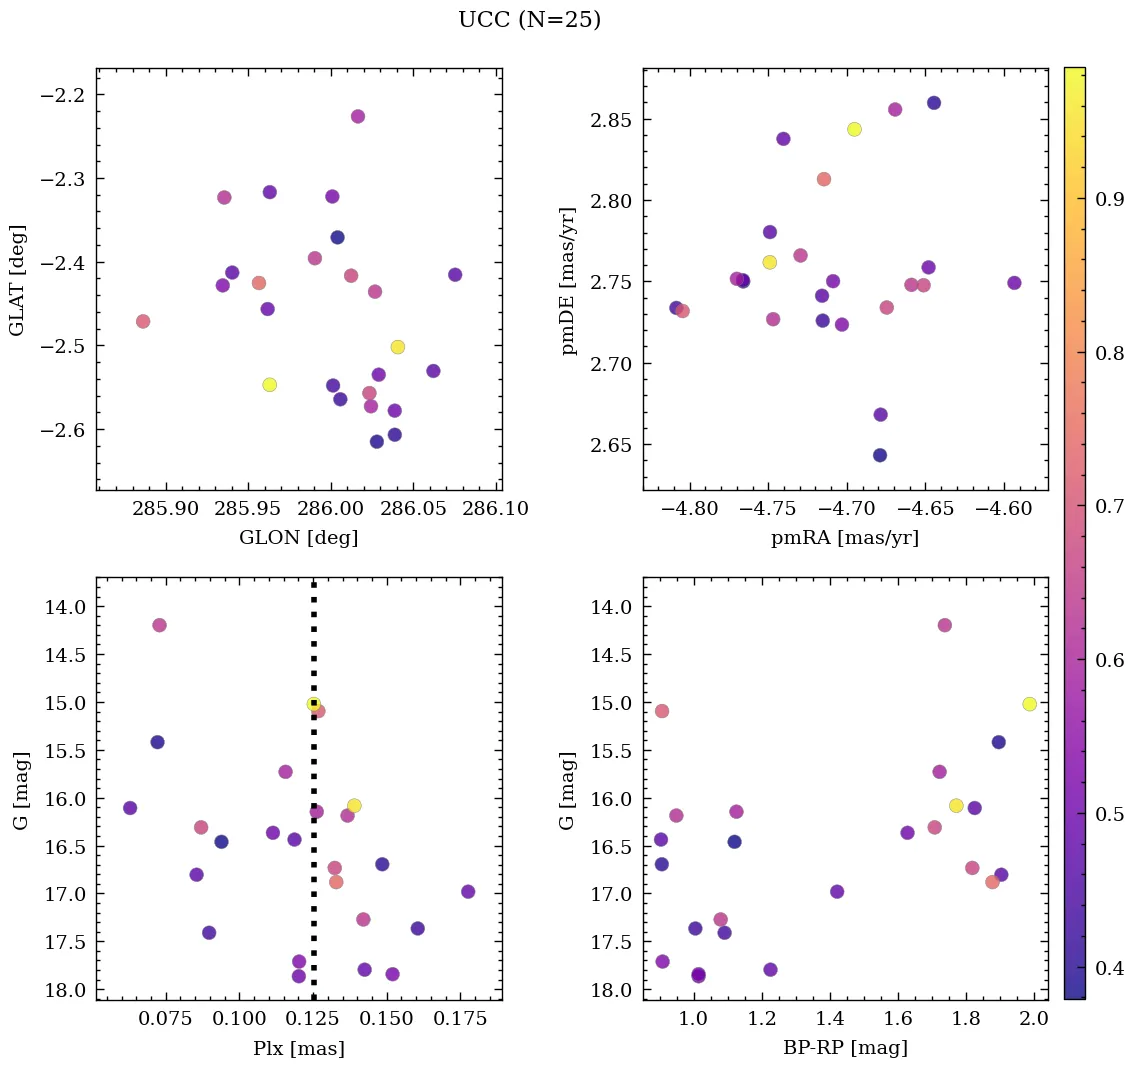 UCC (N=25)
−2.2
−2.3
−2.4
−2.5
−2.6
GLAT [deg]
285.90 285.95 286.00 286.05 286.10
GLON [deg]
2.85
2.80
2.75
2.70
2.65
pmDE [mas/yr]
−4.80 −4.75 −4.70 −4.65 −4.60
pmRA [mas/yr]
14.0
14.5
15.0
15.5
16.0
16.5
17.0
17.5
18.0
G [mag]
0.075 0.100 0.125 0.150 0.175
Plx [mas]
14.0
14.5
15.0
15.5
16.0
16.5
17.0
17.5
18.0
G [mag]
1.0 1.2 1.4 1.6 1.8 2.0
BP-RP [mag]
0.9
0.8
0.7
0.6
0.5
0.4